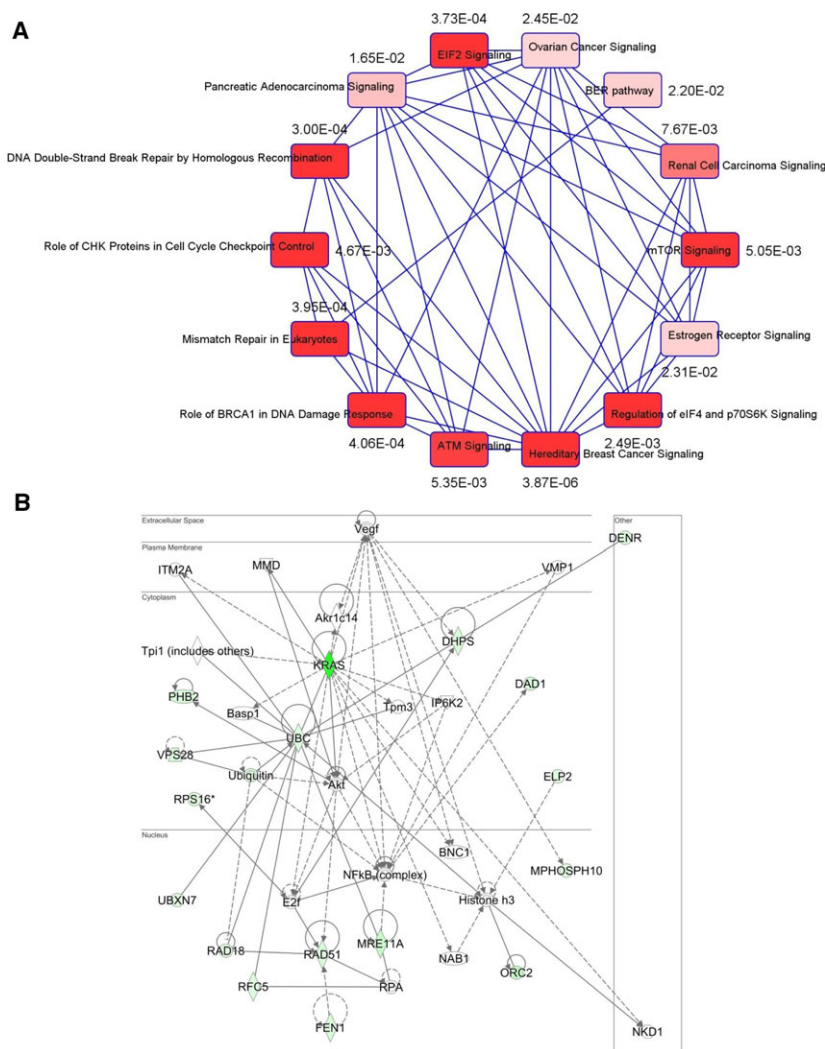 A
3.73E-04
2.45E-02
EIF2 Signaling
Ovarian Cancer Signaling
1.65E-02
Pancreatic Adenocarcinoma Signaling
BER pathway
2.20E-02
3.00E-04
7.67E-03
DNA Double-Strand Break Repair by Homologous Recombination
Renal Cell Carcinoma Signaling
Role of CHK Proteins in Cell Cycle Checkpoint Control
4.67E-03
mTOR Signaling
5.05E-03
3.95E-04
Mismatch Repair in Eukaryotes
Estrogen Receptor Signaling
2.31E-02
Role of BRCA1 in DNA Damage Response
Regulation of eIF4 and p70S6K Signaling
4.06E-04
ATM Signaling
Hereditary Breast Cancer Signaling
2.49E-03
5.35E-03
3.87E-06
B
Extracellular Space
Vegf
Other
DENR
Plasma Membrane
ITM2A
MMD
VMP1
Cytoplasm
Akr1c14
DHPS
Tpi1 (includes others)
KRAS
PHB2
DAD1
Basp1
Tpm3
IP6K2
UBC
VPS28
Ubiquitin
Akt
ELP2
RPS16*
Nucleus
BNC1
MPHOSPH10
NFkB (complex)
UBXN7
E2f
Histone h3
RAD18
RAD51
MRE11A
NAB1
ORC2
RFC5
RPA
FEN1
NKD1